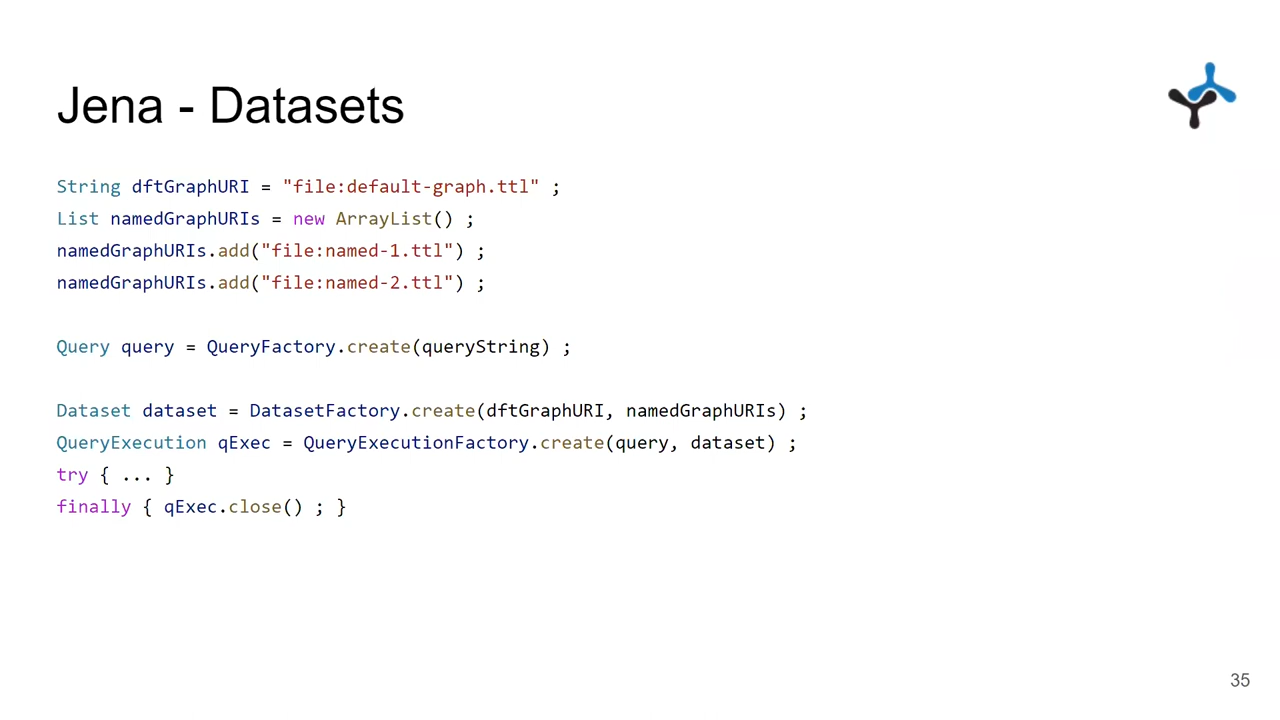 Jena - Datasets
String dftGraphURI = "file:default-graph.ttl" ;
List namedGraphURIs = new ArrayList() ;
namedGraphURIs.add("file:named-1.ttl") ;
namedGraphURIs.add("file:named-2.ttl") ;
Query query = QueryFactory.create(queryString) ;
Dataset dataset = DatasetFactory.create(dftGraphURI, namedGraphURIs) ;
QueryExecution qExec = QueryExecutionFactory.create(query, dataset) ;
try { ... }
finally { qExec.close() ; }
35